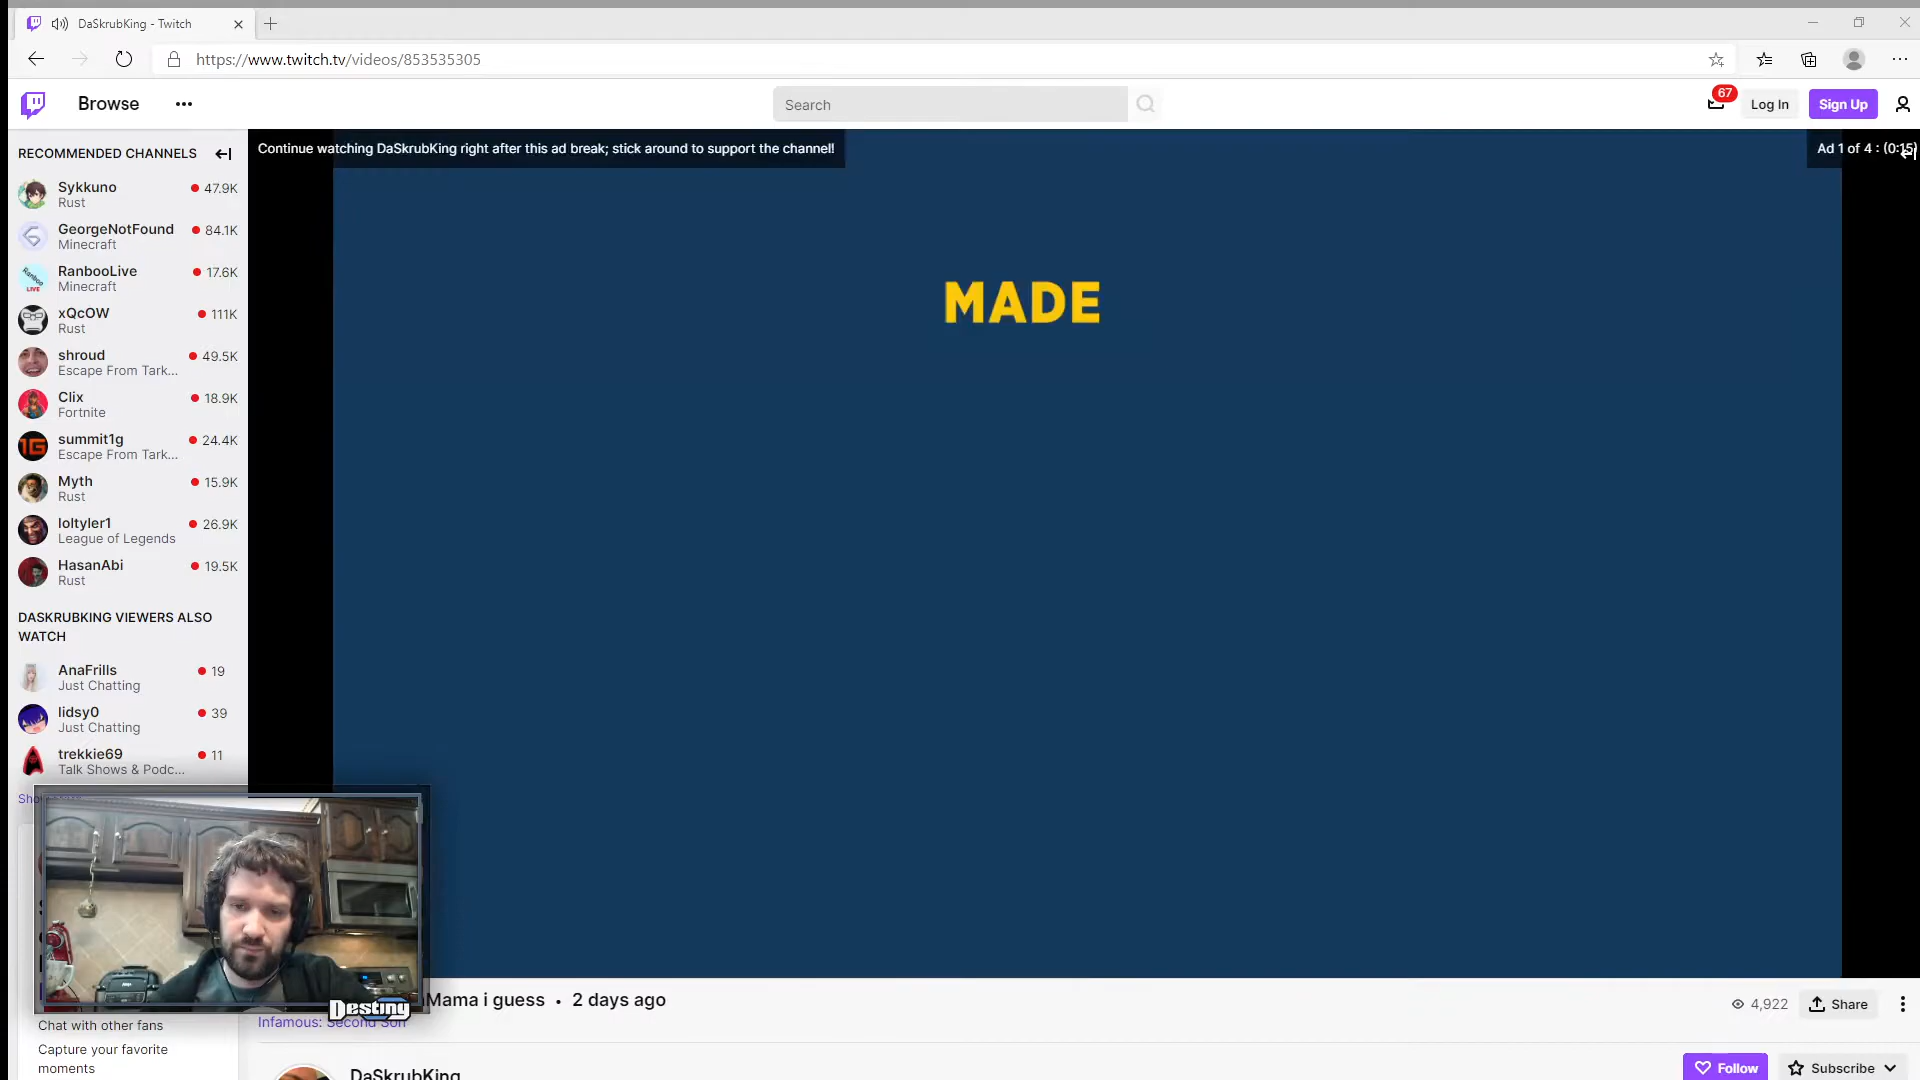 DaSkrubKing - Twitch
https://www.twitch.tv/videos/853535305
Browse
Search
67
Log In
Sign Up
RECOMMENDED CHANNELS
Continue watching DaSkrubKing right after this ad break; stick around to support the channel!
Ad 1 of 4 : (0:15)
Sykkuno
47.9K
Rust
GeorgeNotFound
84.1K
Minecraft
RanbooLive
17.6K
Minecraft
xQcOW
111K
Rust
shroud
49.5K
Escape From Tark...
Clix
18.9K
Fortnite
summit1g
24.4K
Escape From Tark...
Myth
15.9K
Rust
loltyler1
26.9K
League of Legends
HasanAbi
19.5K
Rust
MADE
DASKRUBKING VIEWERS ALSO
WATCH
AnaFrills
19
Just Chatting
lidsy0
39
Just Chatting
trekkie69
11
Talk Shows & Podc...
Destiny
Mama i guess • 2 days ago
Infamous: Second Son
4,922
Share
Chat with other fans
Capture your favorite
moments
DaSkrubKing
Follow
Subscribe